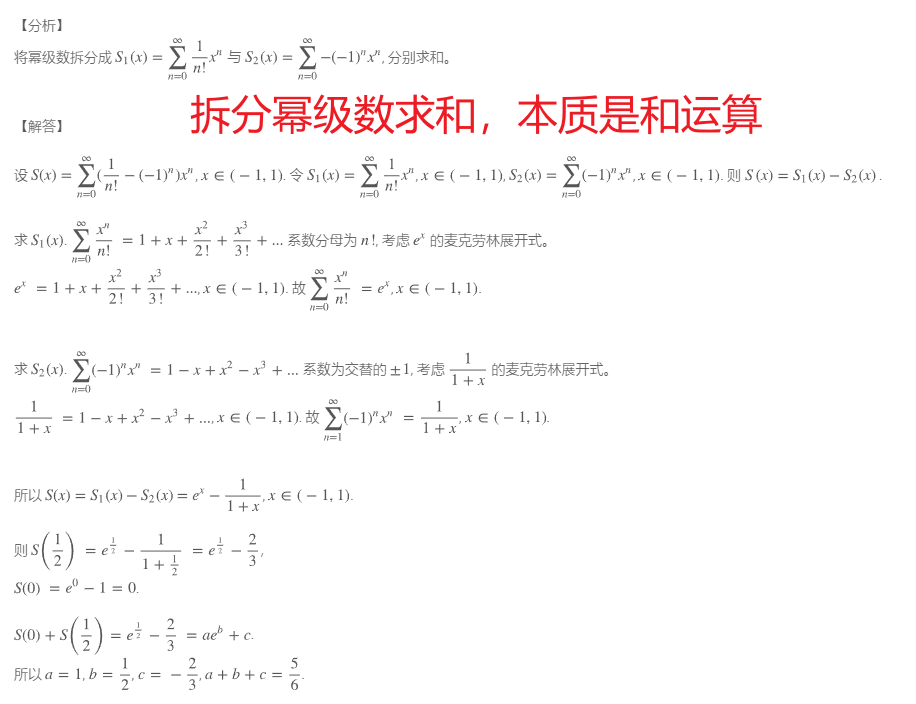 【分析】
将幂级数拆分成 $S_1(x) = \sum_{n=0}^{\infty} \frac{1}{n!} x^n$ 与 $S_2(x) = \sum_{n=0}^{\infty} -(-1)^n x^n$, 分别求和。
拆分幂级数求和，本质是和运算
【解答】
设 $S(x) = \sum_{n=0}^{\infty} (\frac{1}{n!} - (-1)^n) x^n, x \in (-1, 1)$. 令 $S_1(x) = \sum_{n=0}^{\infty} \frac{1}{n!} x^n, x \in (-1, 1), S_2(x) = \sum_{n=0}^{\infty} (-1)^n x^n, x \in (-1, 1)$. 则 $S(x) = S_1(x) - S_2(x)$.
求 $S_1(x)$. $\sum_{n=0}^{\infty} \frac{x^n}{n!} = 1 + x + \frac{x^2}{2!} + \frac{x^3}{3!} + ...$ 系数分母为 $n!$, 考虑 $e^x$ 的麦克劳林展开式。
$e^x = 1 + x + \frac{x^2}{2!} + \frac{x^3}{3!} + ..., x \in (-1, 1)$. 故 $\sum_{n=0}^{\infty} \frac{x^n}{n!} = e^x, x \in (-1, 1)$.
求 $S_2(x)$. $\sum_{n=0}^{\infty} (-1)^n x^n = 1 - x + x^2 - x^3 + ...$ 系数为交替的 $\pm 1$, 考虑 $\frac{1}{1+x}$ 的麦克劳林展开式。
$\frac{1}{1+x} = 1 - x + x^2 - x^3 + ..., x \in (-1, 1)$. 故 $\sum_{n=1}^{\infty} (-1)^n x^n = \frac{1}{1+x}, x \in (-1, 1)$.
所以 $S(x) = S_1(x) - S_2(x) = e^x - \frac{1}{1+x}, x \in (-1, 1)$.
则 $S\left(\frac{1}{2}\right) = e^{\frac{1}{2}} - \frac{1}{1+\frac{1}{2}} = e^{\frac{1}{2}} - \frac{2}{3}$,
$S(0) = e^0 - 1 = 0$.
$S(0) + S\left(\frac{1}{2}\right) = e^{\frac{1}{2}} - \frac{2}{3} = ae^b + c$.
所以 $a = 1, b = \frac{1}{2}, c = -\frac{2}{3}, a + b + c = \frac{5}{6}$.